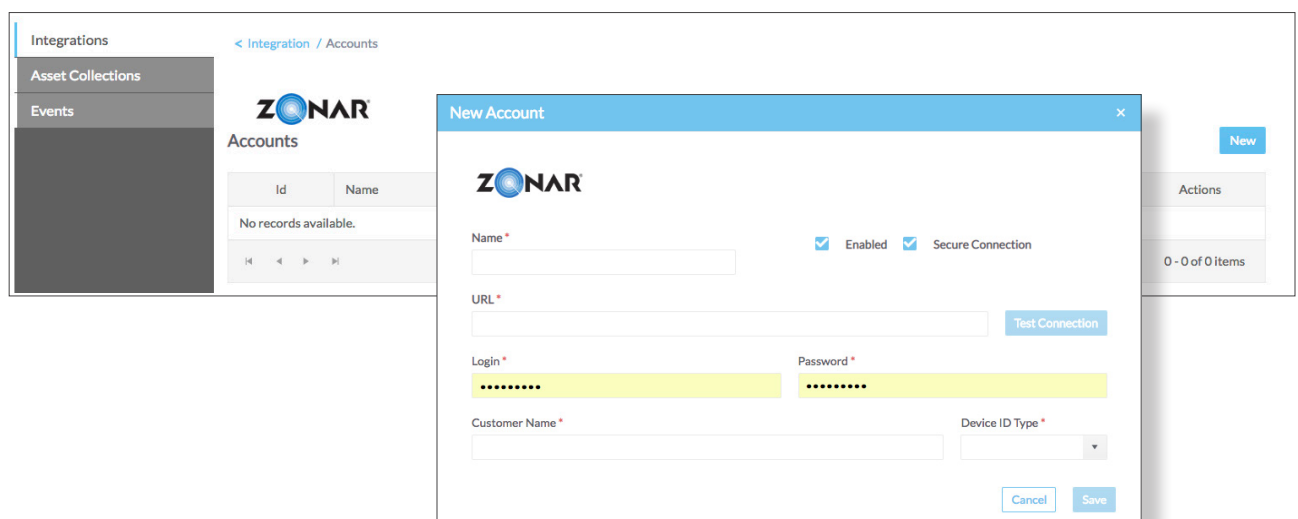 Integrations
< Integration / Accounts
Asset Collections
Events
ZONAR
Accounts
New
Id Name Actions
No records available.
0 - 0 of 0 items
New Account ×
ZONAR
Name *
Enabled Secure Connection
URL *
Test Connection
Login * Password *
••••••••• •••••••••
Customer Name * Device ID Type *
Cancel Save